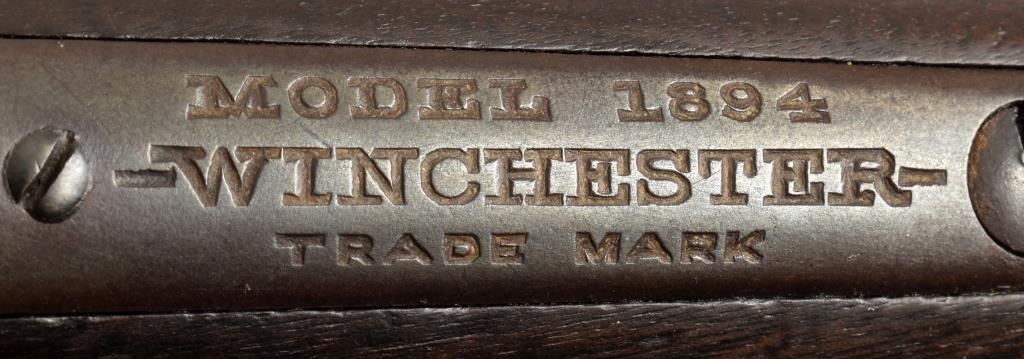 MODEL 1894
-WINCHESTER-
TRADE MARK